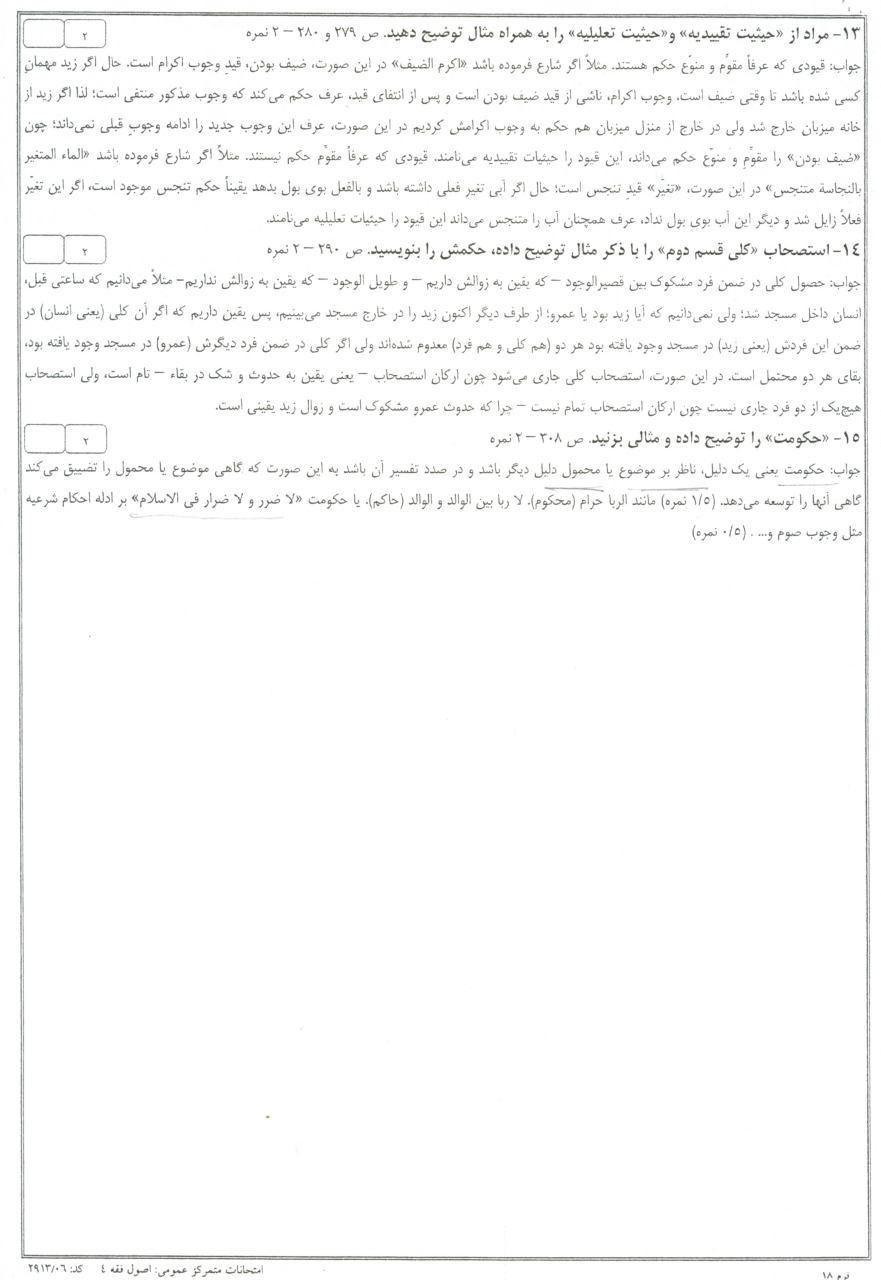 ۱۳- مراد از «حیثیت تقییدیه» و«حیثیت تعلیلیه» را به همراه مثال توضیح دهید. ص ۲۷۹ و ۲۸۰ – ۲ نمره
۲
جواب: قیودی که عرفاً مقوّم و منوّع حکم هستند. مثلاً اگر شارع فرموده باشد «اکرم الضیف» در این صورت، ضیف بودن، قیدِ وجوب اکرام است. حال اگر زید مهمانِ
کسی شده باشد تا وقتی ضیف است، وجوب اکرام، ناشی از قید ضیف بودن است و پس از انتفای قید، عرف حکم می‌کند که وجوب مذکور منتفی است؛ لذا اگر زید از
خانه میزبان خارج شد ولی در خارج از منزل میزبان هم حکم به وجوب اکرامش کردیم در این صورت، عرف این وجوب جدید را ادامه وجوبِ قبلی نمی‌داند؛ چون
«ضیف بودن» را مقوّم و منوّع حکم می‌داند، این قیود را حیثیات تقییدیه می‌نامند. قیودی که عرفاً مقوّم حکم نیستند. مثلاً اگر شارع فرموده باشد «الماء المتغیر
بالنجاسة متنجس» در این صورت، «تغیّر» قیدِ تنجس است؛ حال اگر آبی تغیر فعلی داشته باشد و بالفعل بوی بول بدهد یقیناً حکم تنجس موجود است، اگر این تغیّر
فعلاً زایل شد و دیگر این آب بوی بول نداد، عرف همچنان آب را متنجس می‌داند این قیود را حیثیات تعلیلیه می‌نامند.
۱۴- استصحاب «کلی قسم دوم» را با ذکر مثال توضیح داده، حکمش را بنویسید. ص ۲۹۰ – ۲ نمره
۲
جواب: حصول کلی در ضمن فرد مشکوک بین قصیرالوجود – که یقین به زوالش داریم – و طویل الوجود – که یقین به زوالش نداریم- مثلاً می‌دانیم که ساعتی قبل،
انسان داخل مسجد شد؛ ولی نمی‌دانیم که آیا زید بود یا عمرو؛ از طرف دیگر اکنون زید را در خارج مسجد می‌بینیم، پس یقین داریم که اگر آن کلی (یعنی انسان) در
ضمن این فردش (یعنی زید) در مسجد وجود یافته بود هر دو (هم کلی و هم فرد) معدوم شده‌اند ولی اگر کلی در ضمن فرد دیگرش (عمرو) در مسجد وجود یافته بود،
بقای هر دو محتمل است. در این صورت، استصحاب کلی جاری می‌شود چون ارکان استصحاب – یعنی یقین به حدوث و شک در بقاء – تام است، ولی استصحاب
هیچ‌یک از دو فرد جاری نیست چون ارکان استصحاب تمام نیست – چرا که حدوث عمرو مشکوک است و زوال زید یقینی است.
۱۵- «حکومت» را توضیح داده و مثالی بزنید. ص ۳۰۸ – ۲ نمره
۲
جواب: حکومت یعنی یک دلیل، ناظر بر موضوع یا محمول دلیل دیگر باشد و در صدد تفسیر آن باشد به این صورت که گاهی موضوع یا محمول را تضییق می‌کند
گاهی آنها را توسعه می‌دهد. (۱/۵ نمره) مانند الربا حرام (محکوم). لا ربا بین الوالد و الوالد (حاکم). یا حکومت «لا ضرر و لا ضرار فی الاسلام» بر ادله احکام شرعیه
مثل وجوب صوم و... . (۰/۵ نمره)
امتحانات متمرکز عمومی: اصول فقه ٤ کد: ۲۹۱۳/۰۶
۱۸